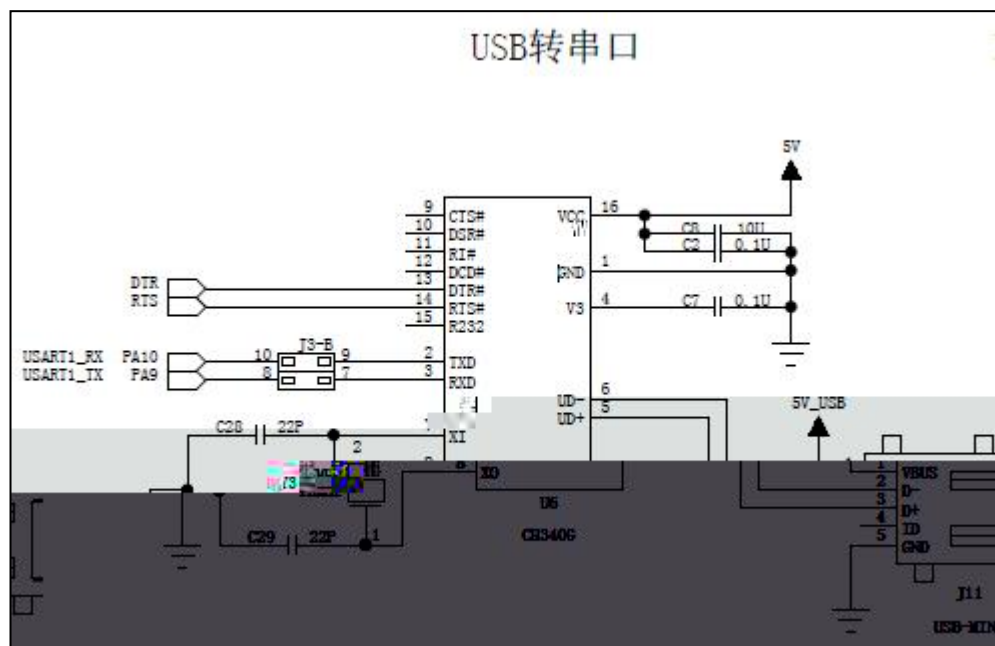 USB转串口
5V
9 CTS#
10 DSR#
11 RI#
12 DCD#
DTR 13 DTR#
RTS 14 RTS#
15 R232
VCC 16
C8 10U
C2 0.1U
GND 1
V3 4 C7 0.1U
J3-B
USART1_RX PA10 10 9 2 TXD
USART1_TX PA9 8 7 3 RXD
UD- 6
UD+ 5
5V_USB
C28 22P XI
2
XO
U6
CH340G
C29 22P 1
1 VBUS
2 D-
3 D+
4 ID
5 GND
J11
USB-MIN